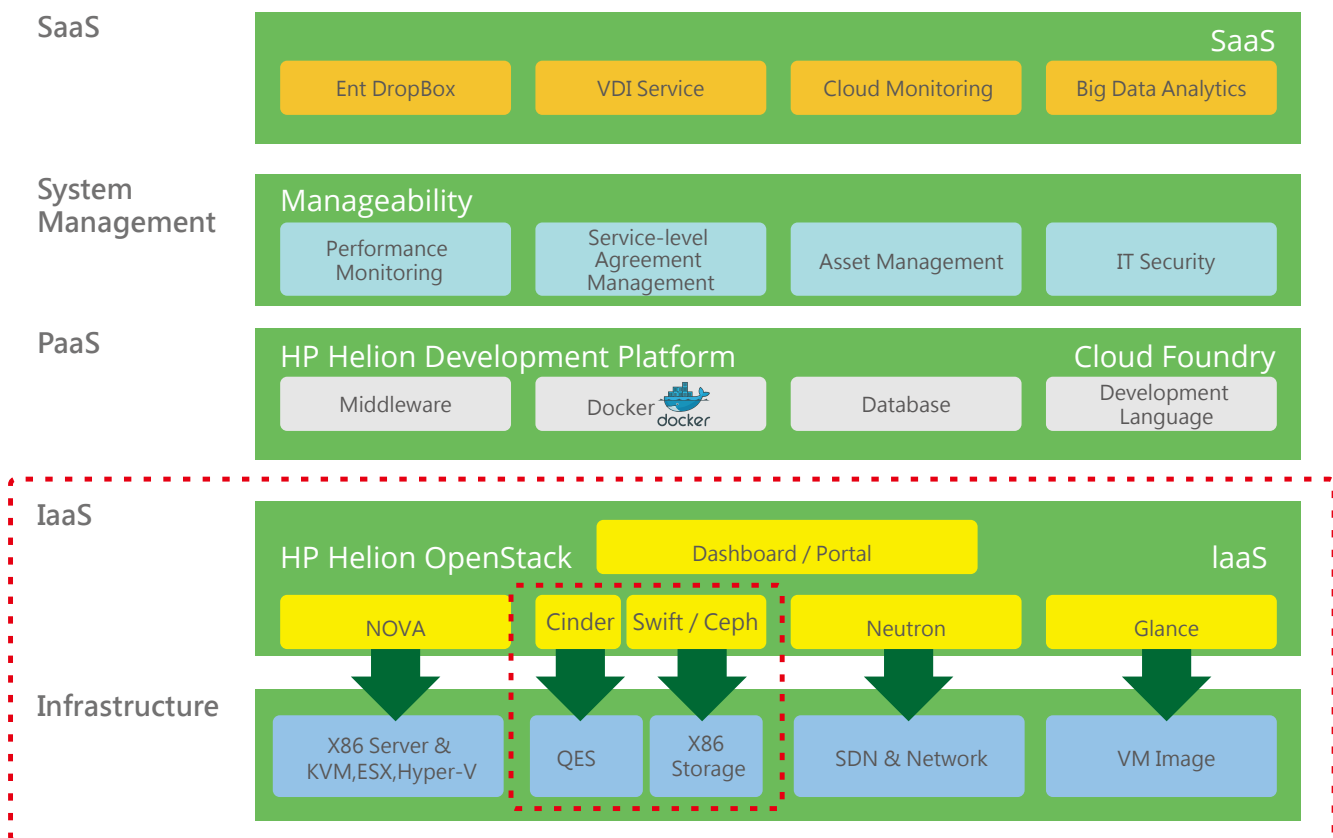 SaaS
SaaS
Ent DropBox
VDI Service
Cloud Monitoring
Big Data Analytics
System
Management
Manageability
Performance
Monitoring
Service-level
Agreement
Management
Asset Management
IT Security
PaaS
HP Helion Development Platform
Cloud Foundry
Middleware
Docker
docker
Database
Development
Language
IaaS
HP Helion OpenStack
Dashboard / Portal
IaaS
NOVA
Cinder
Swift / Ceph
Neutron
Glance
Infrastructure
X86 Server &
KVM,ESX,Hyper-V
QES
X86
Storage
SDN & Network
VM Image